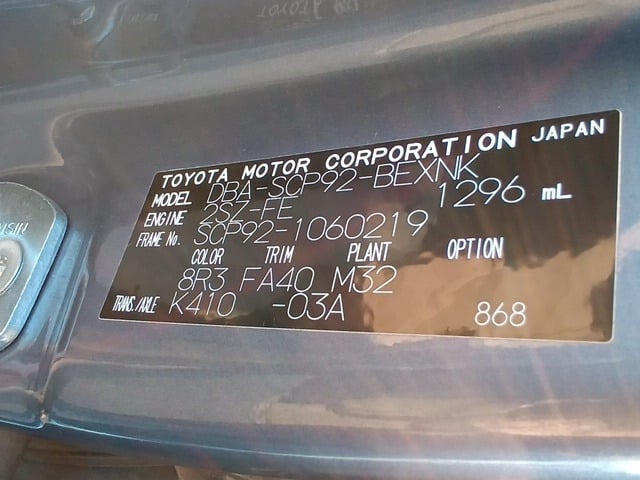 TOYOTA MOTOR CORPORATION JAPAN
MODEL DBA-SCP92-BEXNK
ENGINE 2SZ-FE 1296 mL
FRAME No. SCP92-1060219
COLOR TRIM PLANT OPTION
8R3 FA40 M32
TRANS./AXLE K410 -03A 868